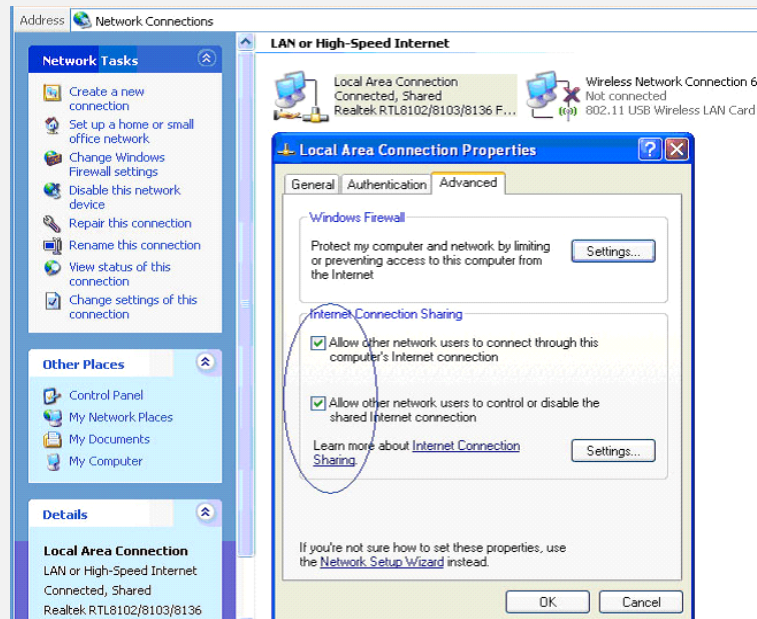 Address Network Connections
Network Tasks
Create a new
connection
Set up a home or small
office network
Change Windows
Firewall settings
Disable this network
device
Repair this connection
Rename this connection
View status of this
connection
Change settings of this
connection
Other Places
Control Panel
My Network Places
My Documents
My Computer
Details
Local Area Connection
LAN or High-Speed Internet
Connected, Shared
Realtek RTL8102/8103/8136
LAN or High-Speed Internet
Local Area Connection
Connected, Shared
Realtek RTL8102/8103/8136 F...
Wireless Network Connection 6
Not connected
802.11 USB Wireless LAN Card
Local Area Connection Properties
General Authentication Advanced
Windows Firewall
Protect my computer and network by limiting
or preventing access to this computer from
the Internet
Settings...
Internet Connection Sharing
Allow other network users to connect through this
computer's Internet connection
Allow other network users to control or disable the
shared Internet connection
Learn more about Internet Connection
Sharing.
Settings...
If you're not sure how to set these properties, use
the Network Setup Wizard instead.
OK Cancel